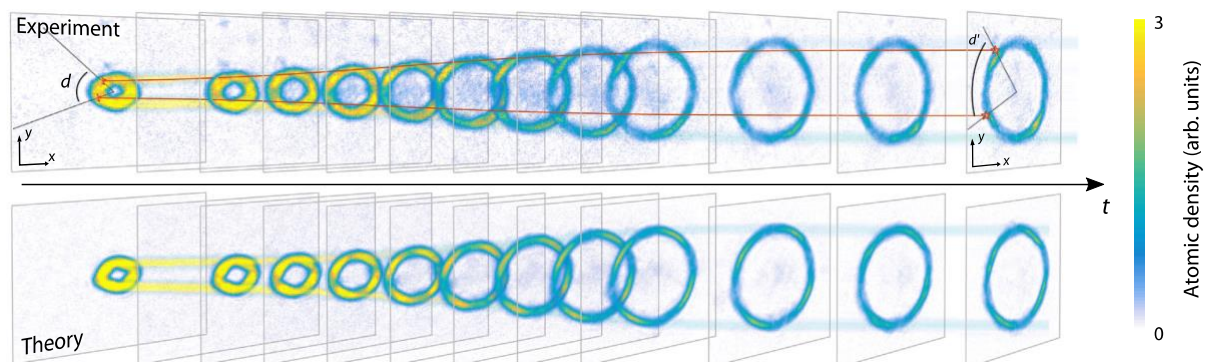 Experiment
d
y
x
d'
y
x
t
Theory
3
Atomic density (arb. units)
0